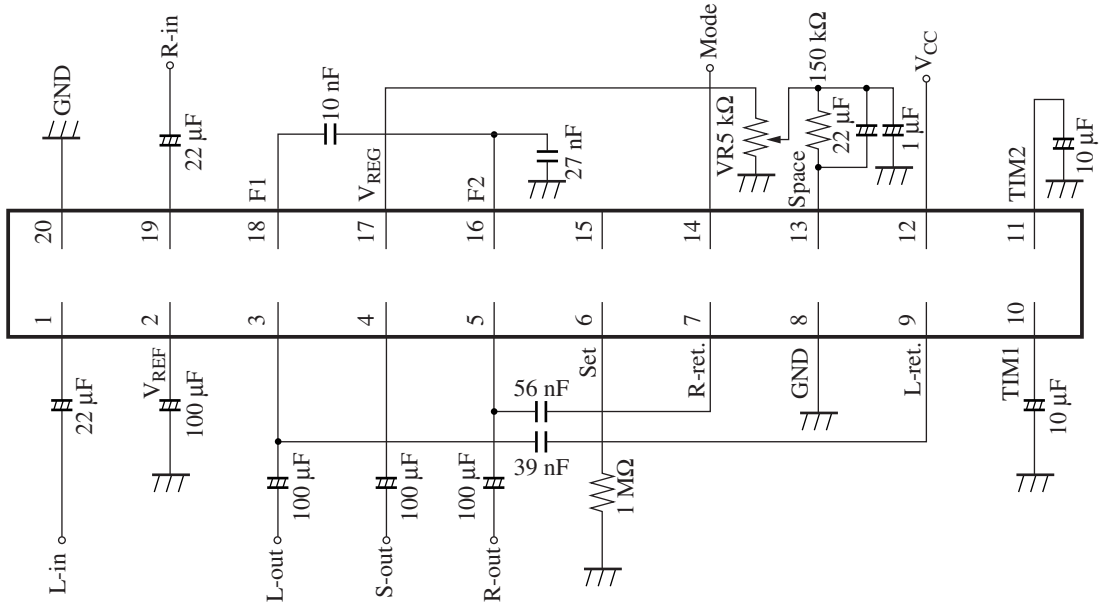 GND
R-in
22 µF
10 nF
F1
V_REG
F2
27 nF
Mode
VR5 kΩ
150 kΩ
Space
22 µF
1 µF
V_CC
TIM2
10 µF
20
19
18
17
16
15
14
13
12
11
1
2
3
4
5
6
7
8
9
10
22 µF
L-in
V_REF
100 µF
L-out
100 µF
S-out
100 µF
R-out
100 µF
56 nF
39 nF
Set
1 MΩ
R-ret.
GND
L-ret.
TIM1
10 µF